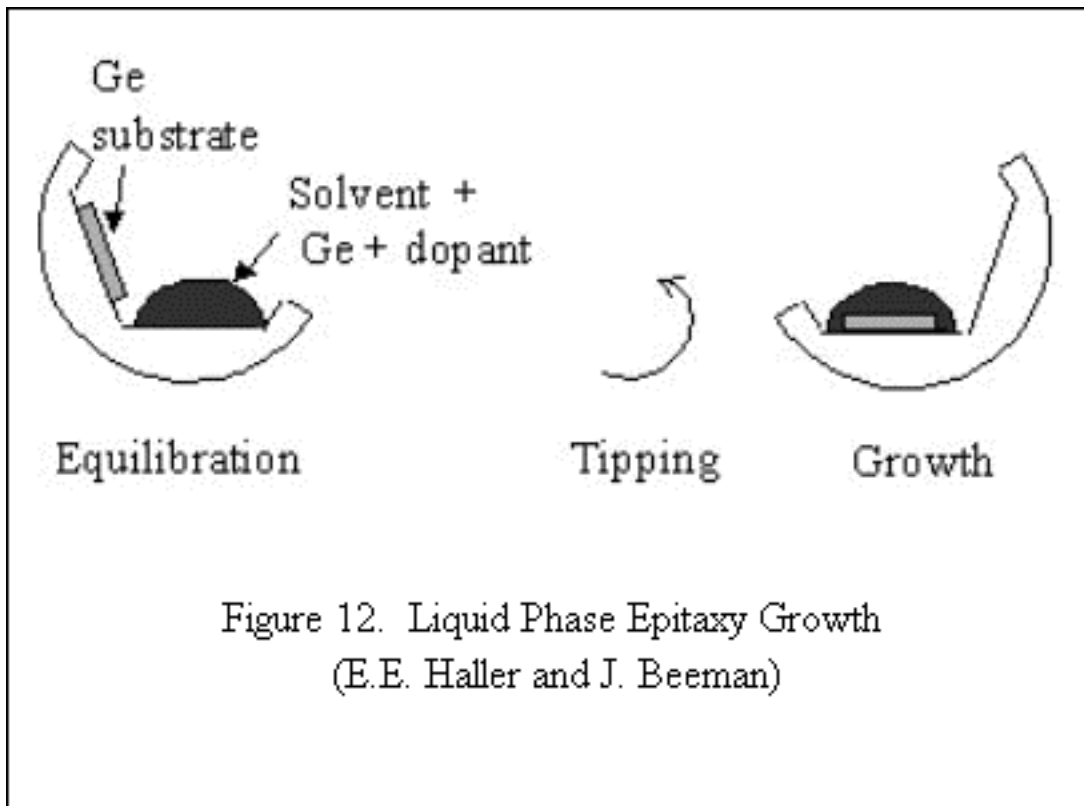 Ge
substrate
Solvent +
Ge + dopant
Equilibration
Tipping
Growth
Figure 12. Liquid Phase Epitaxy Growth
(E.E. Haller and J. Beeman)